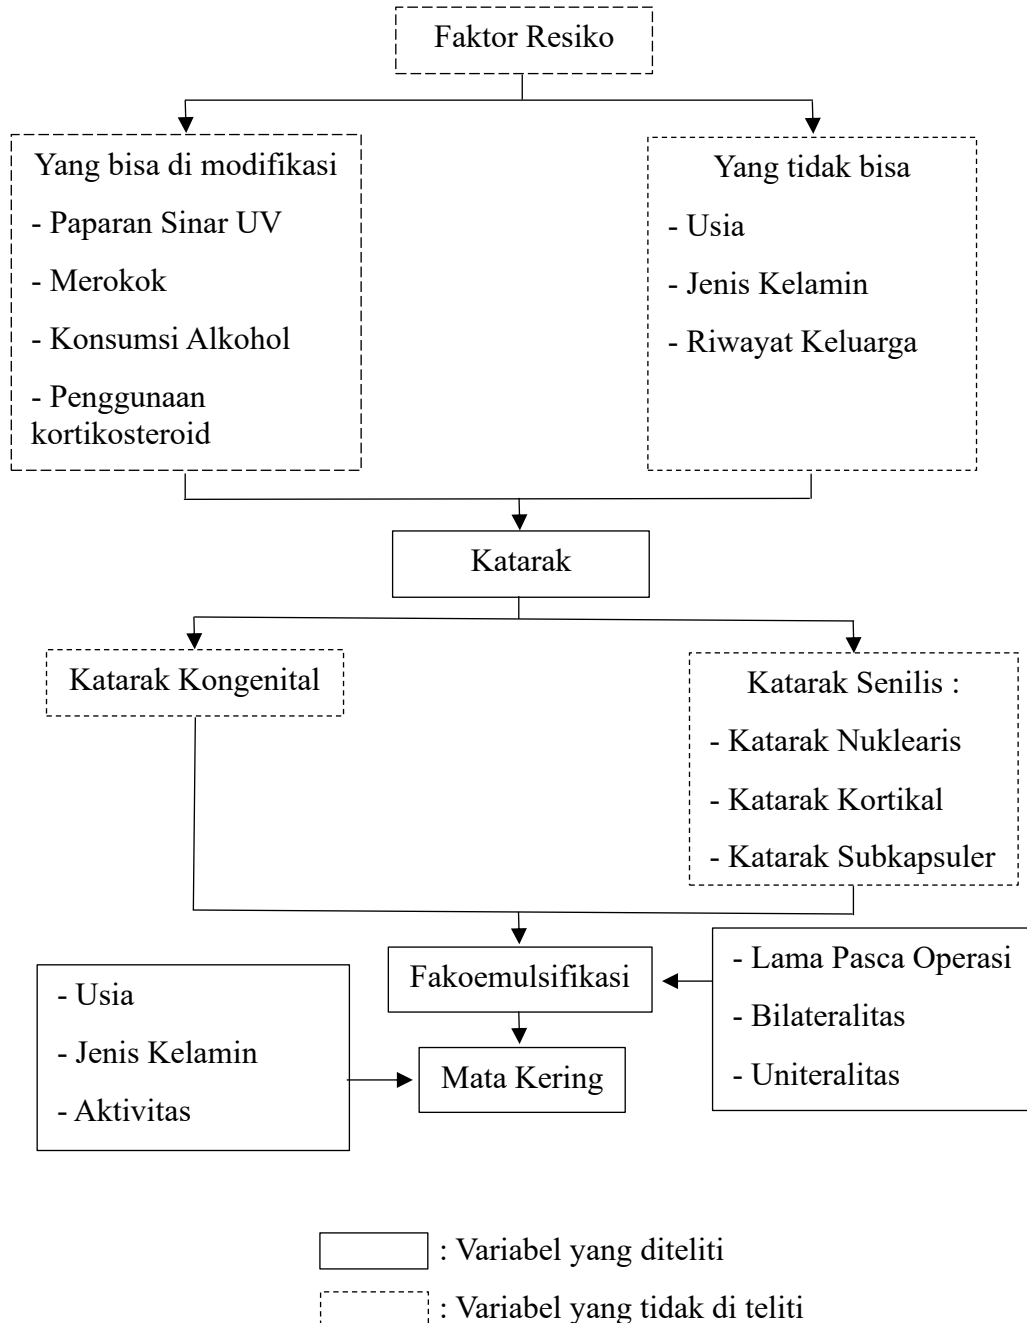 Faktor Resiko
Yang bisa di modifikasi
- Paparan Sinar UV
- Merokok
- Konsumsi Alkohol
- Penggunaan
kortikosteroid
Yang tidak bisa
- Usia
- Jenis Kelamin
- Riwayat Keluarga
Katarak
Katarak Kongenital
Katarak Senilis :
- Katarak Nuklearis
- Katarak Kortikal
- Katarak Subkapsuler
Fakoemulsifikasi
- Lama Pasca Operasi
- Bilateralitas
- Uniteralitas
- Usia
- Jenis Kelamin
- Aktivitas
Mata Kering
: Variabel yang diteliti
: Variabel yang tidak di teliti